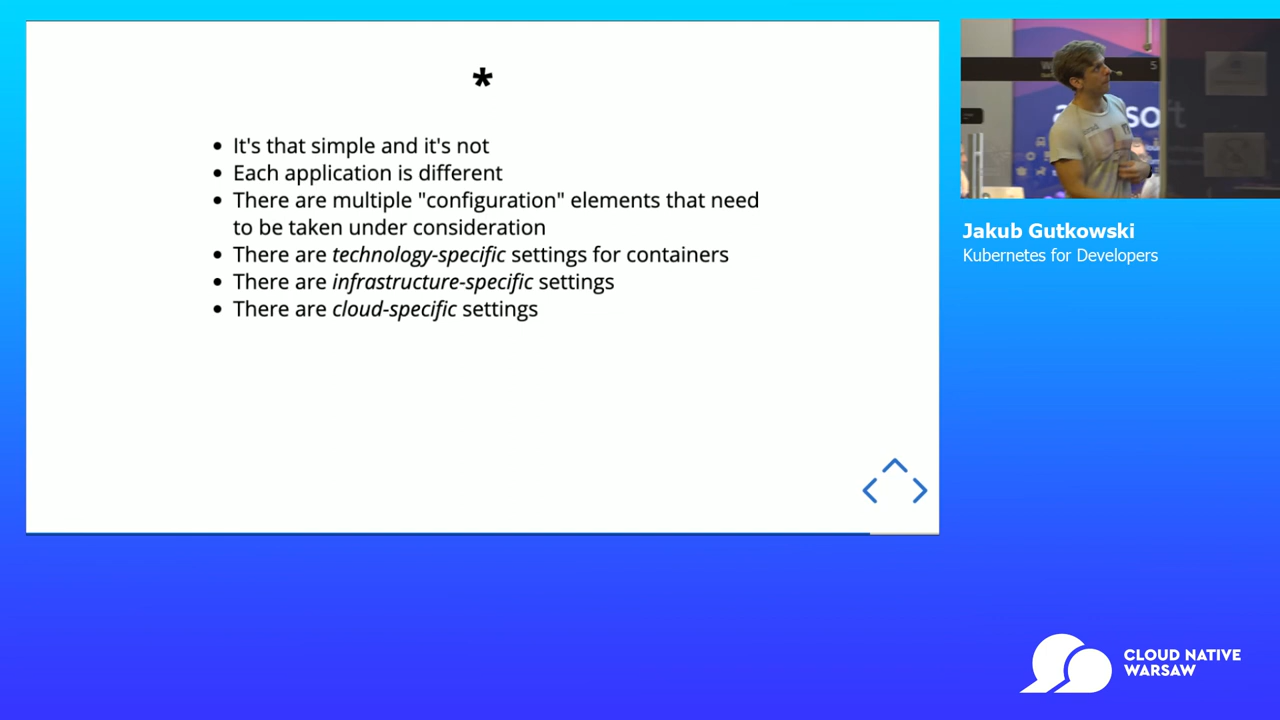 *
It's that simple and it's not
Each application is different
There are multiple "configuration" elements that need
to be taken under consideration
There are technology-specific settings for containers
There are infrastructure-specific settings
There are cloud-specific settings
Jakub Gutkowski
Kubernetes for Developers
CLOUD NATIVE
WARSAW